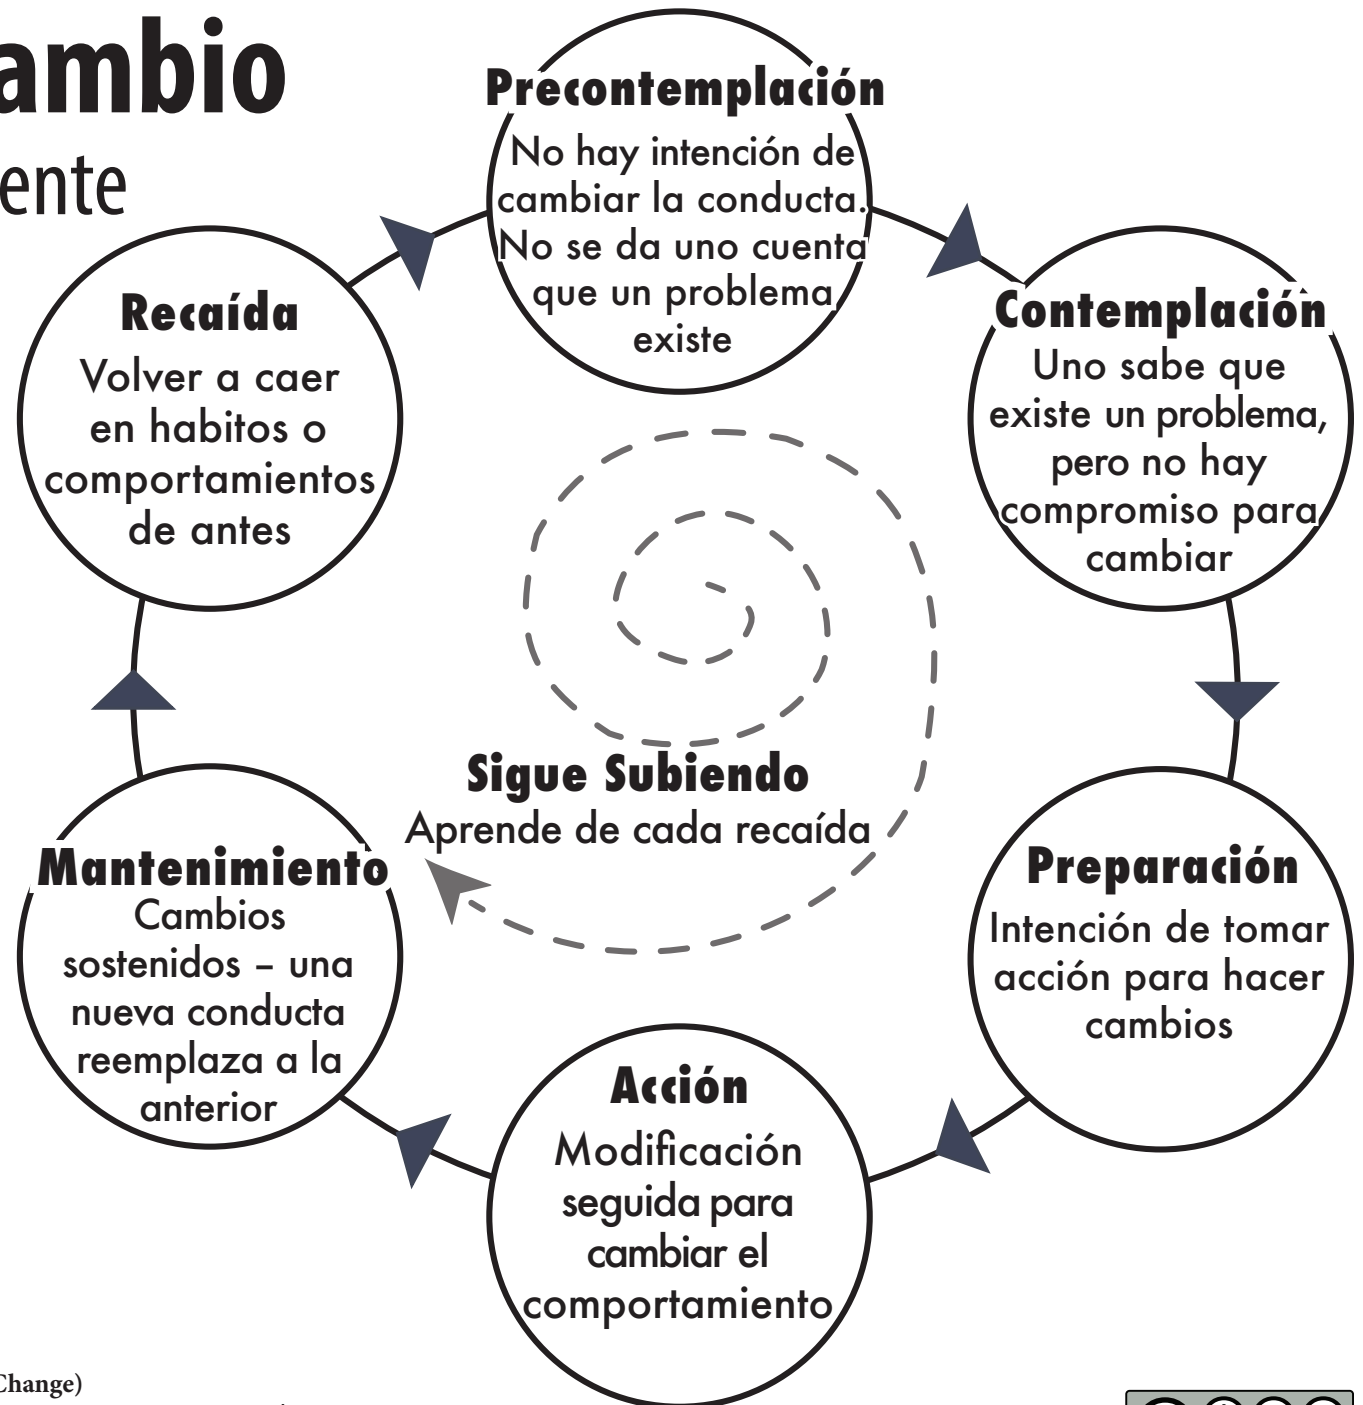 ambio
ente
Precontemplación
No hay intención de
cambiar la conducta.
No se da uno cuenta
que un problema
existe
Contemplación
Uno sabe que
existe un problema,
pero no hay
compromiso para
cambiar
Preparación
Intención de tomar
acción para hacer
cambios
Acción
Modificación
seguida para
cambiar el
comportamiento
Mantenimiento
Cambios
sostenidos – una
nueva conducta
reemplaza a la
anterior
Recaída
Volver a caer
en habitos o
comportamientos
de antes
Sigue Subiendo
Aprende de cada recaída
Change)